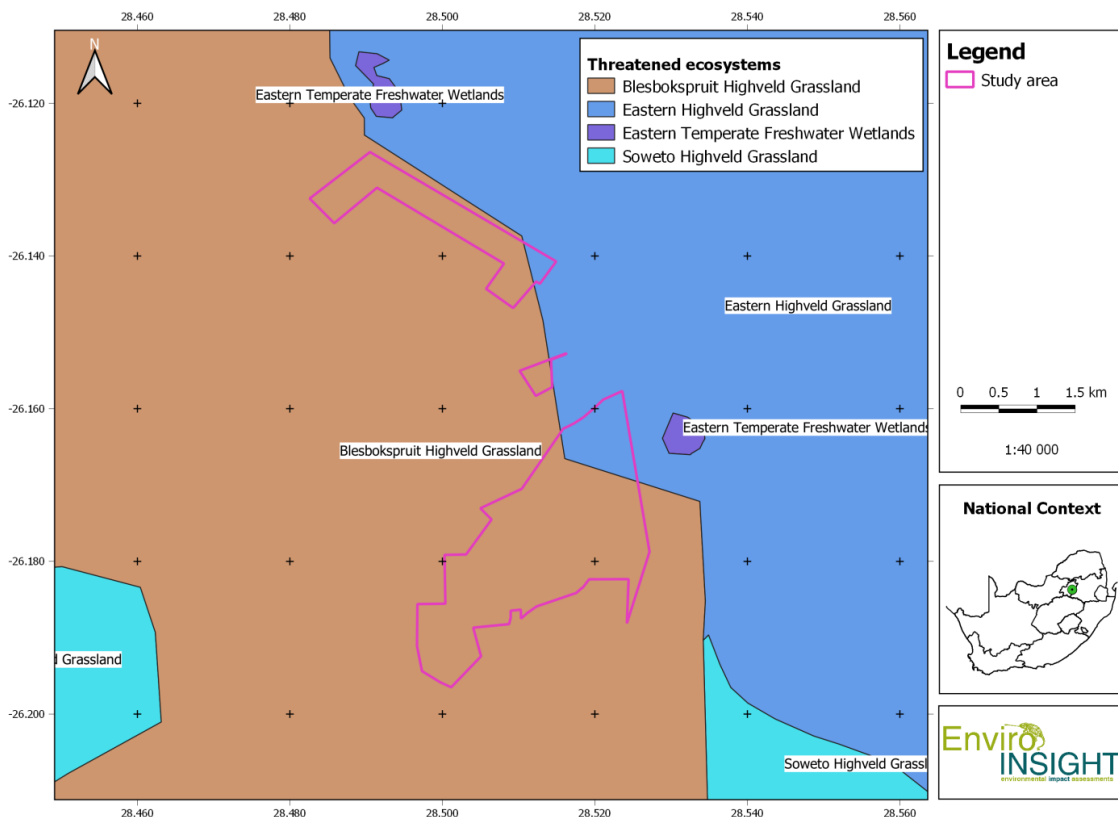 28.460 28.480 28.500 28.520 28.540 28.560
N
Threatened ecosystems
Blesbokspruit Highveld Grassland
Eastern Highveld Grassland
Eastern Temperate Freshwater Wetlands
Soweto Highveld Grassland
Legend
Study area
Eastern Temperate Freshwater Wetlands
-26.120
-26.140
Eastern Highveld Grassland
-26.160
Eastern Temperate Freshwater Wetlands
Blesbokspruit Highveld Grassland
0 0.5 1 1.5 km
1:40 000
National Context
-26.180
d Grassland
-26.200
Soweto Highveld Grassl
Enviro
INSIGHT
environmental impact assessments
28.460 28.480 28.500 28.520 28.540 28.560